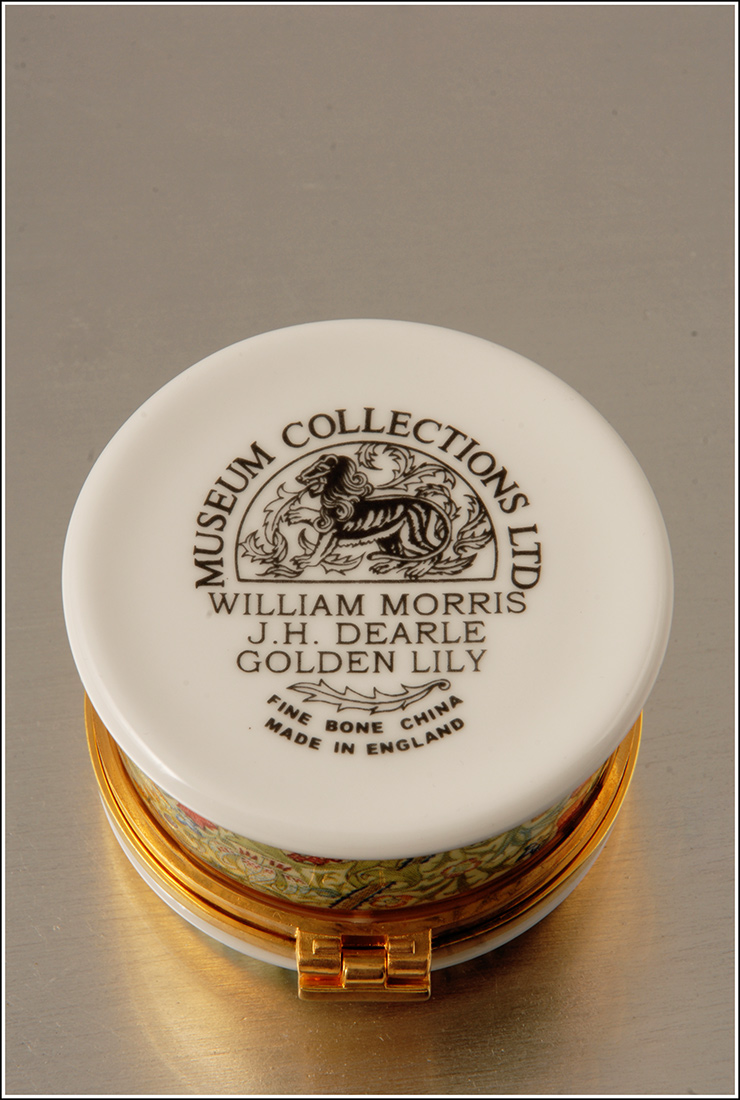 MUSEUM COLLECTIONS LTD
WILLIAM MORRIS
J.H. DEARLE
GOLDEN LILY
FINE BONE CHINA
MADE IN ENGLAND